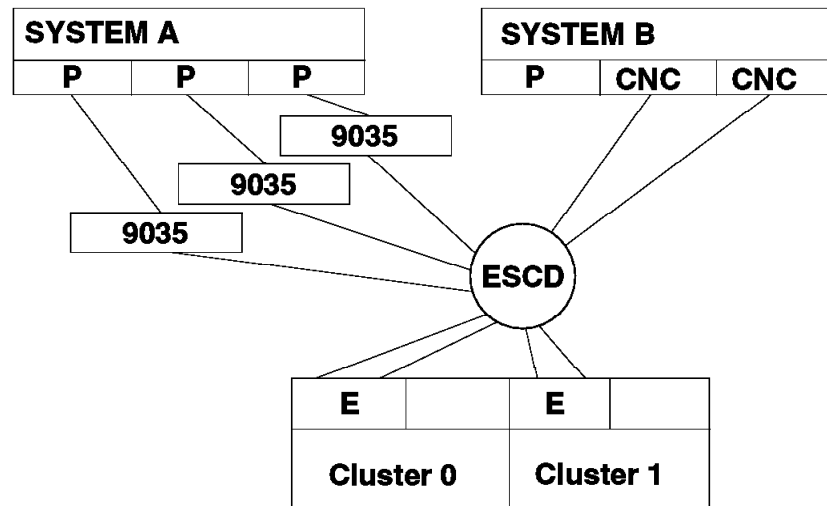 SYSTEM A
P P P
SYSTEM B
P CNC CNC
9035
9035
9035
ESCD
E E
Cluster 0 Cluster 1